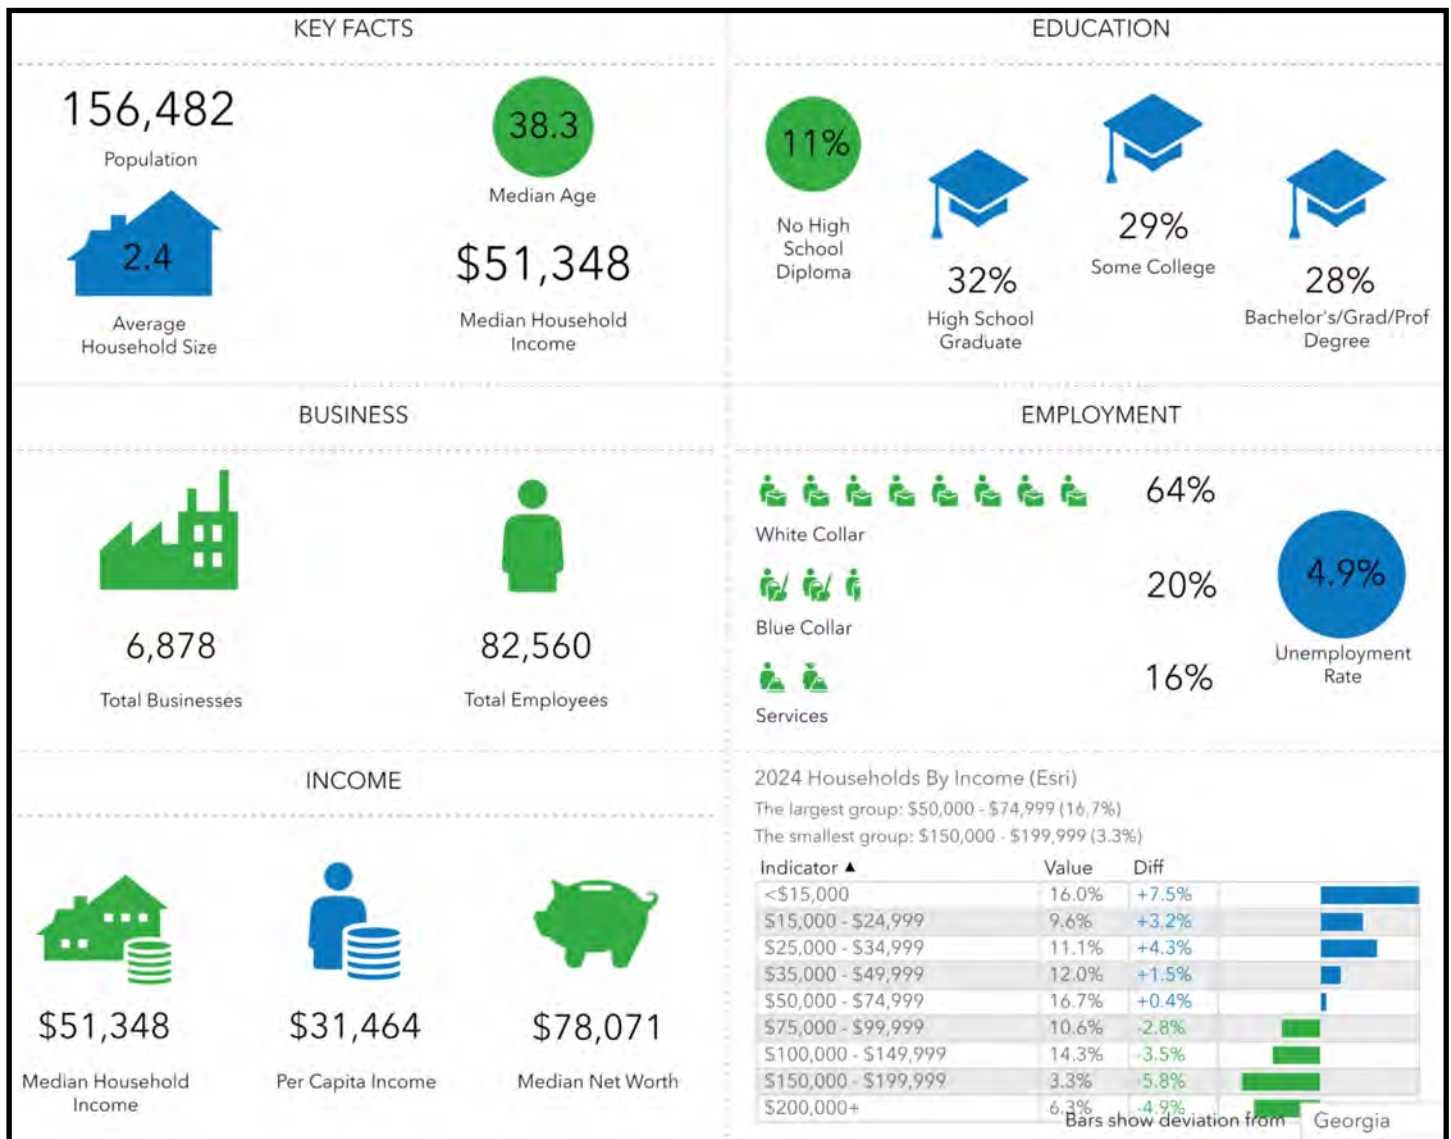 KEY FACTS
156,482
Population
38.3
Median Age
2.4
Average
Household Size
$51,348
Median Household
Income
EDUCATION
11%
No High
School
Diploma
32%
High School
Graduate
29%
Some College
28%
Bachelor's/Grad/Prof
Degree
BUSINESS
6,878
Total Businesses
82,560
Total Employees
EMPLOYMENT
64%
White Collar
20%
Blue Collar
16%
Services
4.9%
Unemployment
Rate
INCOME
$51,348
Median Household
Income
$31,464
Per Capita Income
$78,071
Median Net Worth
2024 Households By Income (Esri)
The largest group: $50,000 - $74,999 (16.7%)
The smallest group: $150,000 - $199,999 (3.3%)
Indicator ▲ Value Diff
<$15,000 16.0% +7.5%
$15,000 - $24,999 9.6% +3.2%
$25,000 - $34,999 11.1% +4.3%
$35,000 - $49,999 12.0% +1.5%
$50,000 - $74,999 16.7% +0.4%
$75,000 - $99,999 10.6% -2.8%
$100,000 - $149,999 14.3% -3.5%
$150,000 - $199,999 3.3% -5.8%
$200,000+ 6.3% -4.9%
Bars show deviation from Georgia